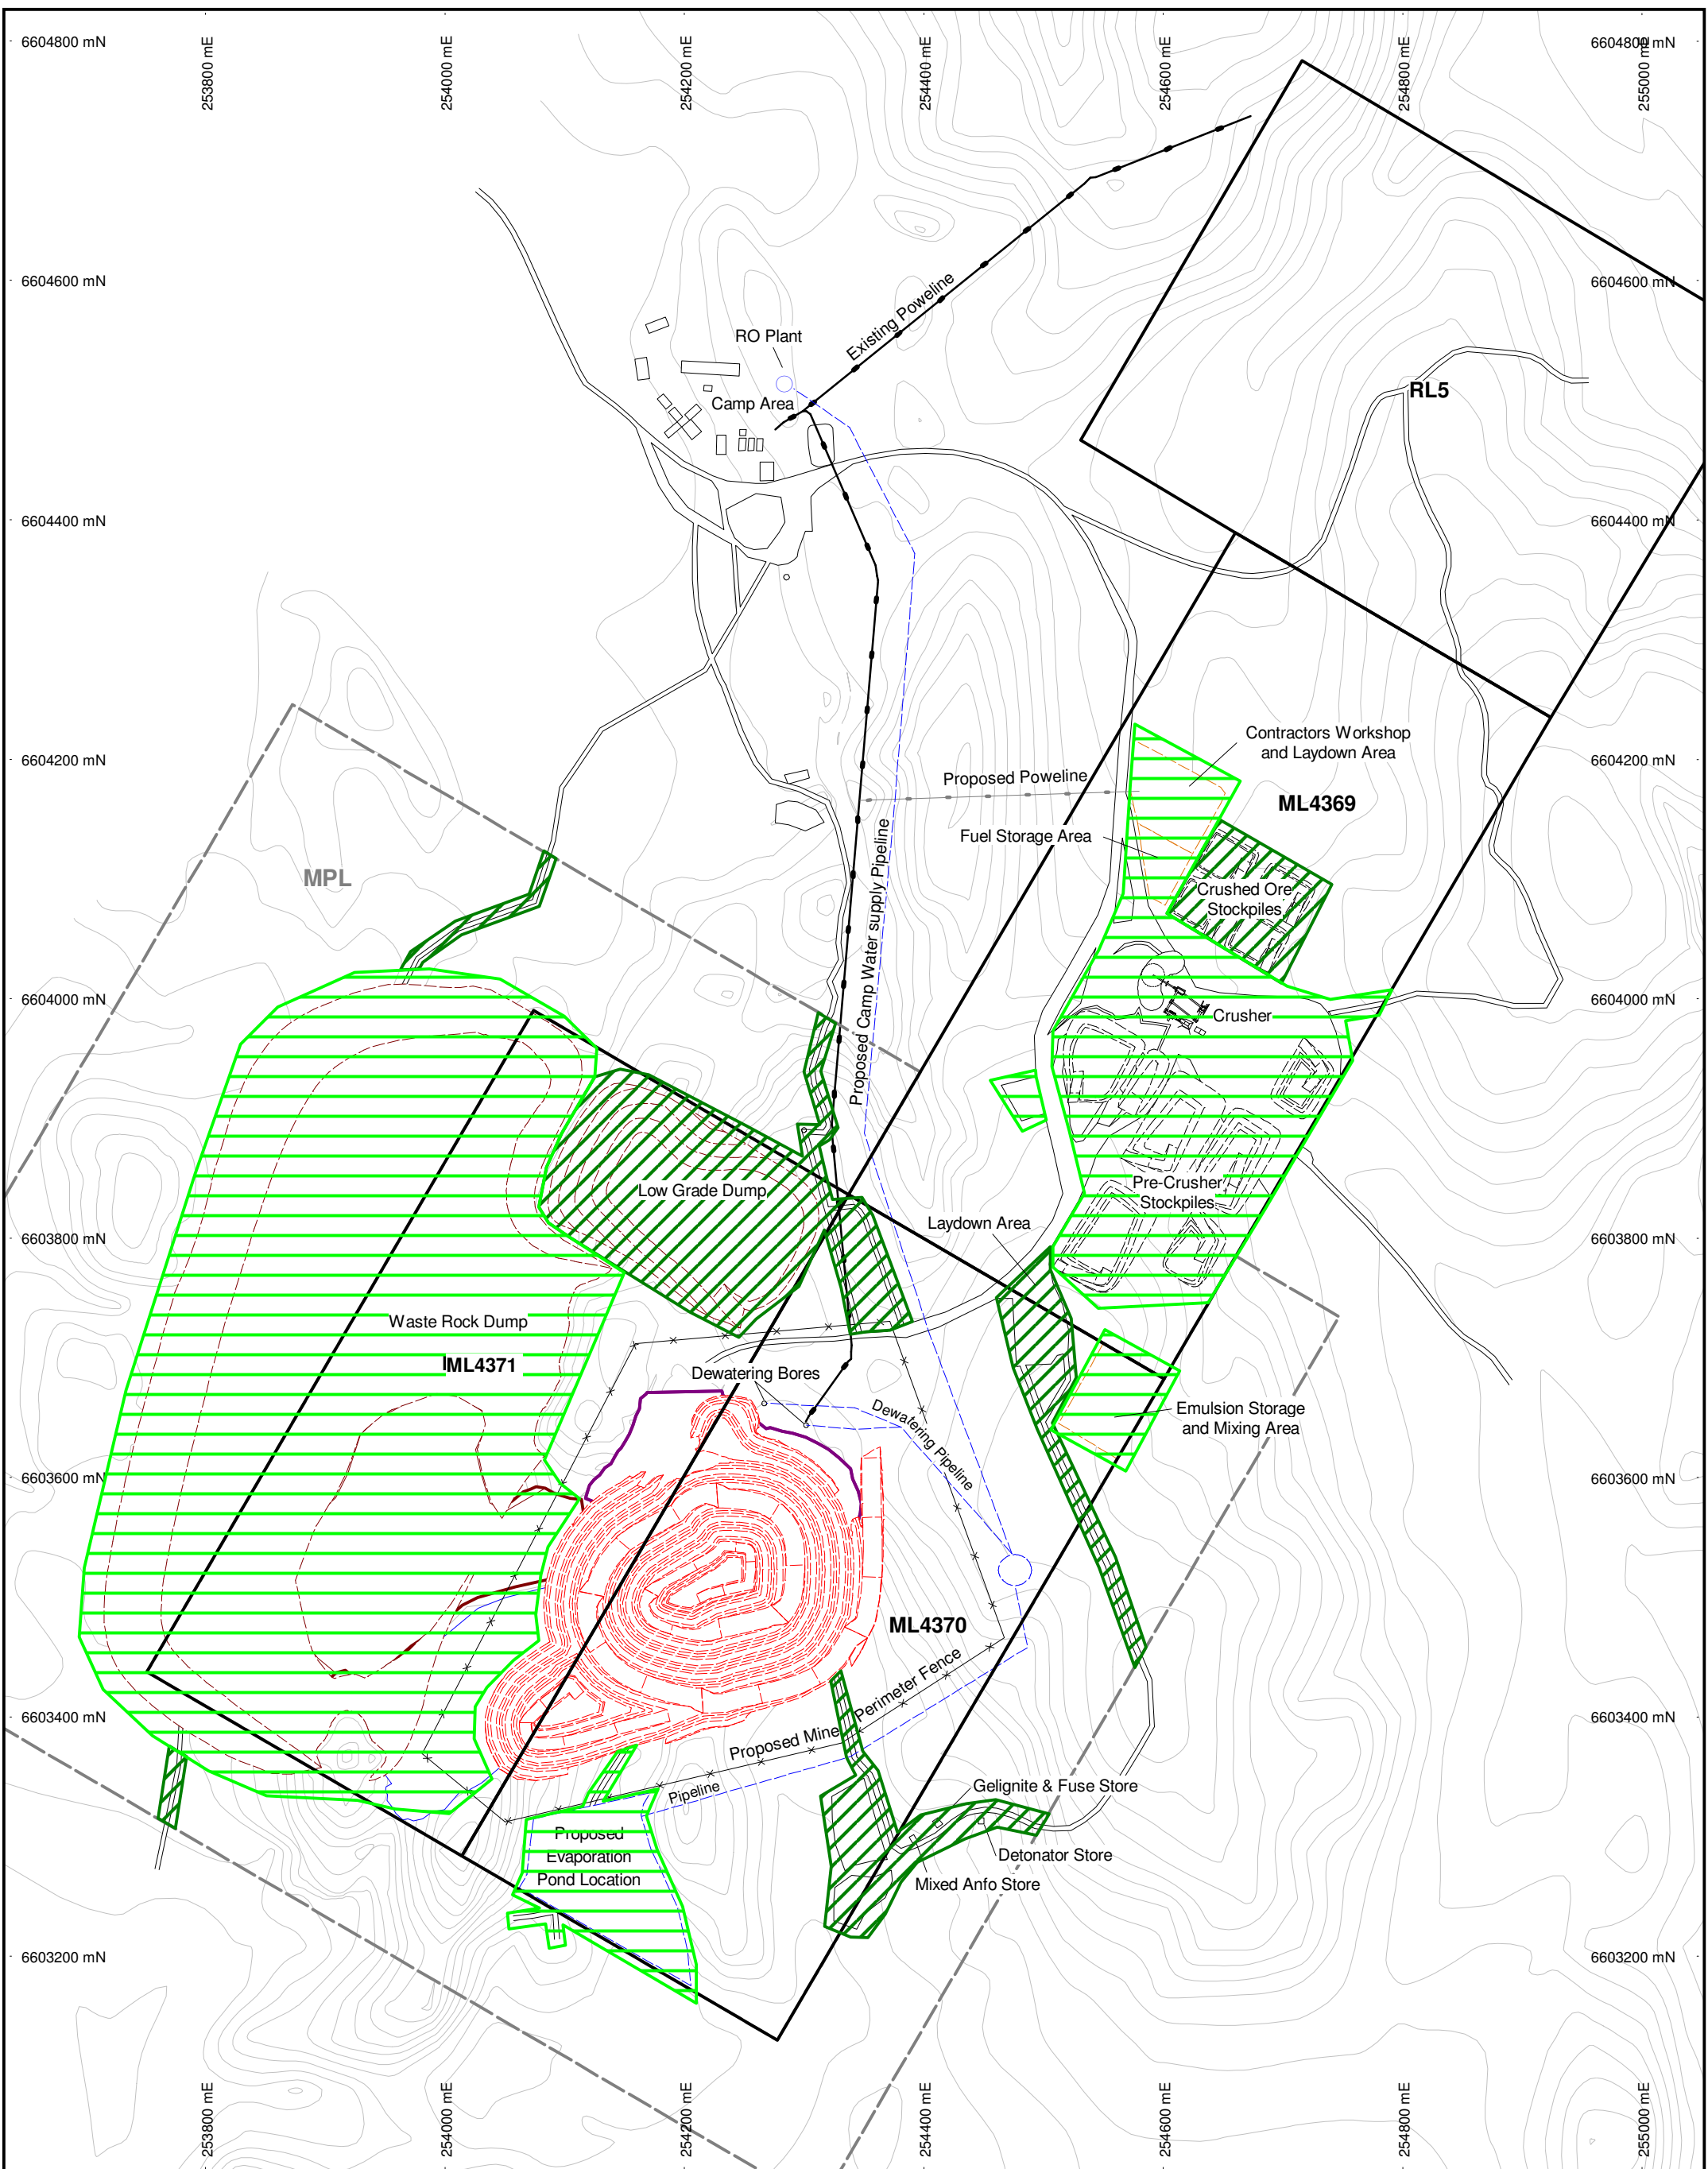 253800 mE
254000 mE
254200 mE
254400 mE
254600 mE
254800 mE
255000 mE
6604800 mN
6604800 mN
6604600 mN
6604600 mN
Existing Poweline
RO Plant
Camp Area
RL5
6604400 mN
6604400 mN
6604200 mN
6604200 mN
Contractors Workshop
and Laydown Area
Proposed Poweline
ML4369
Fuel Storage Area
MPL
Crushed Ore
Stockpiles
Proposed Camp Water supply Pipeline
6604000 mN
6604000 mN
Crusher
Low Grade Dump
Pre-Crusher
Stockpiles
Laydown Area
6603800 mN
6603800 mN
Waste Rock Dump
ML4371
Dewatering Bores
Dewatering Pipeline
Emulsion Storage
and Mixing Area
6603600 mN
6603600 mN
ML4370
6603400 mN
6603400 mN
Proposed Mine Perimeter Fence
Pipeline
Gelignite & Fuse Store
Proposed
Evaporation
Pond Location
Detonator Store
Mixed Anfo Store
6603200 mN
6603200 mN
253800 mE
254000 mE
254200 mE
254400 mE
254600 mE
254800 mE
255000 mE